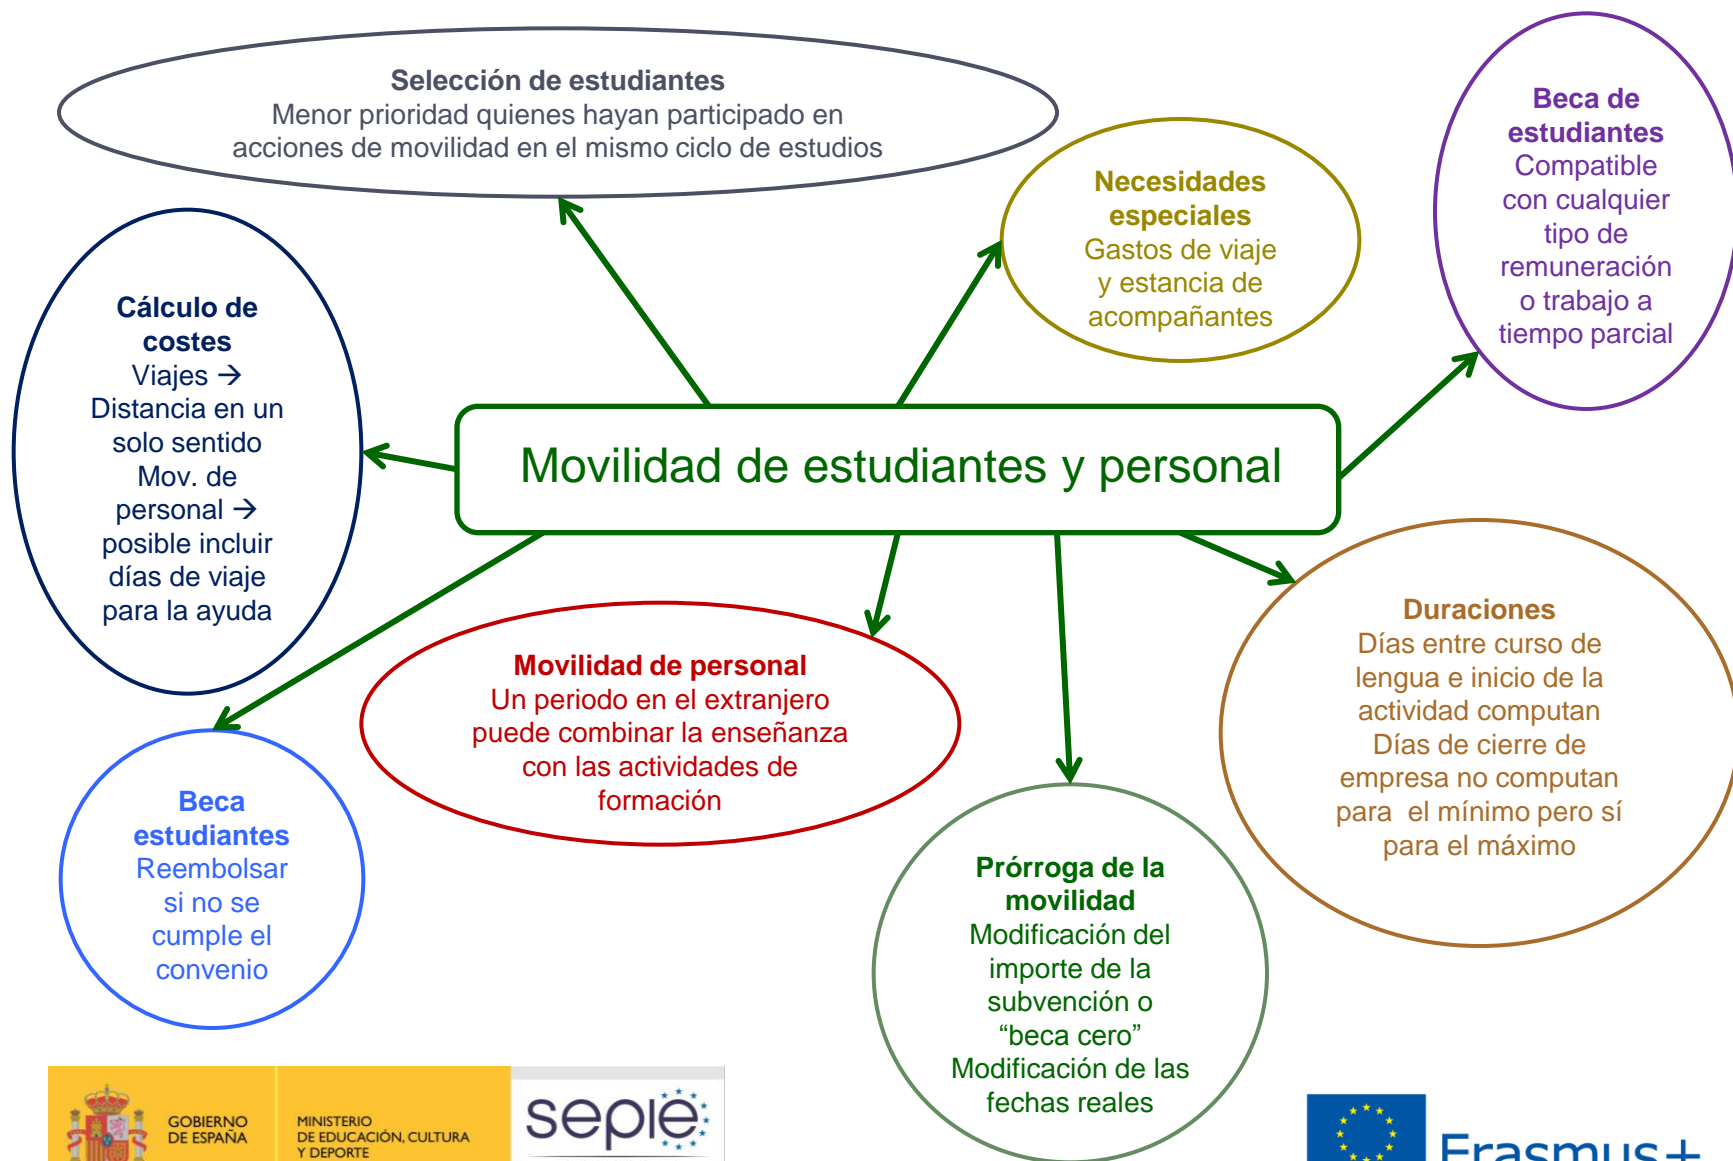 Selección de estudiantes
Menor prioridad quienes hayan participado en
acciones de movilidad en el mismo ciclo de estudios
Necesidades
especiales
Gastos de viaje
y estancia de
acompañantes
Beca de
estudiantes
Compatible
con cualquier
tipo de
remuneración
o trabajo a
tiempo parcial
Cálculo de
costes
Viajes →
Distancia en un
solo sentido
Mov. de
personal →
posible incluir
días de viaje
para la ayuda
Movilidad de estudiantes y personal
Duraciones
Días entre curso de
lengua e inicio de la
actividad computan
Días de cierre de
empresa no computan
para  el mínimo pero sí
para el máximo
Movilidad de personal
Un periodo en el extranjero
puede combinar la enseñanza
con las actividades de
formación
Beca
estudiantes
Reembolsar
si no se
cumple el
convenio
Prórroga de la
movilidad
Modificación del
importe de la
subvención o
“beca cero”
Modificación de las
fechas reales
GOBIERNO
DE ESPAÑA
MINISTERIO
DE EDUCACIÓN, CULTURA
Y DEPORTE
sepie
Erasmus+